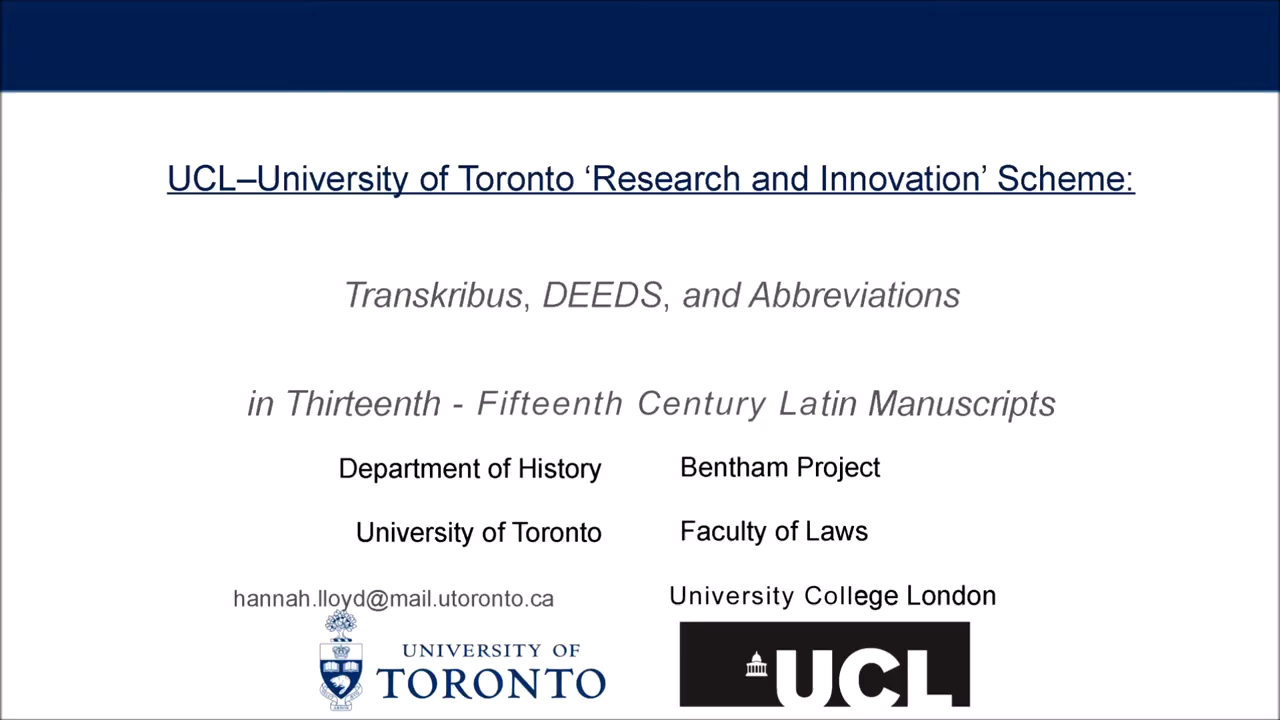 UCL–University of Toronto ‘Research and Innovation’ Scheme:
Transkribus, DEEDS, and Abbreviations
in Thirteenth - Fifteenth Century Latin Manuscripts
Department of History
University of Toronto
hannah.lloyd@mail.utoronto.ca
Bentham Project
Faculty of Laws
University College London
UNIVERSITY OF
TORONTO
UCL